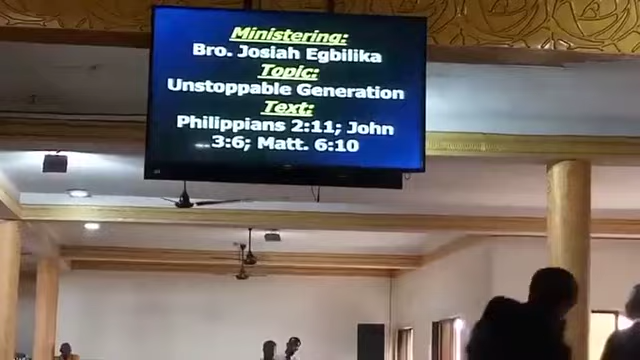 Ministering:
Bro. Josiah Egbilika
Topic:
Unstoppable Generation
Text:
Philippians 2:11; John
3:6; Matt. 6:10